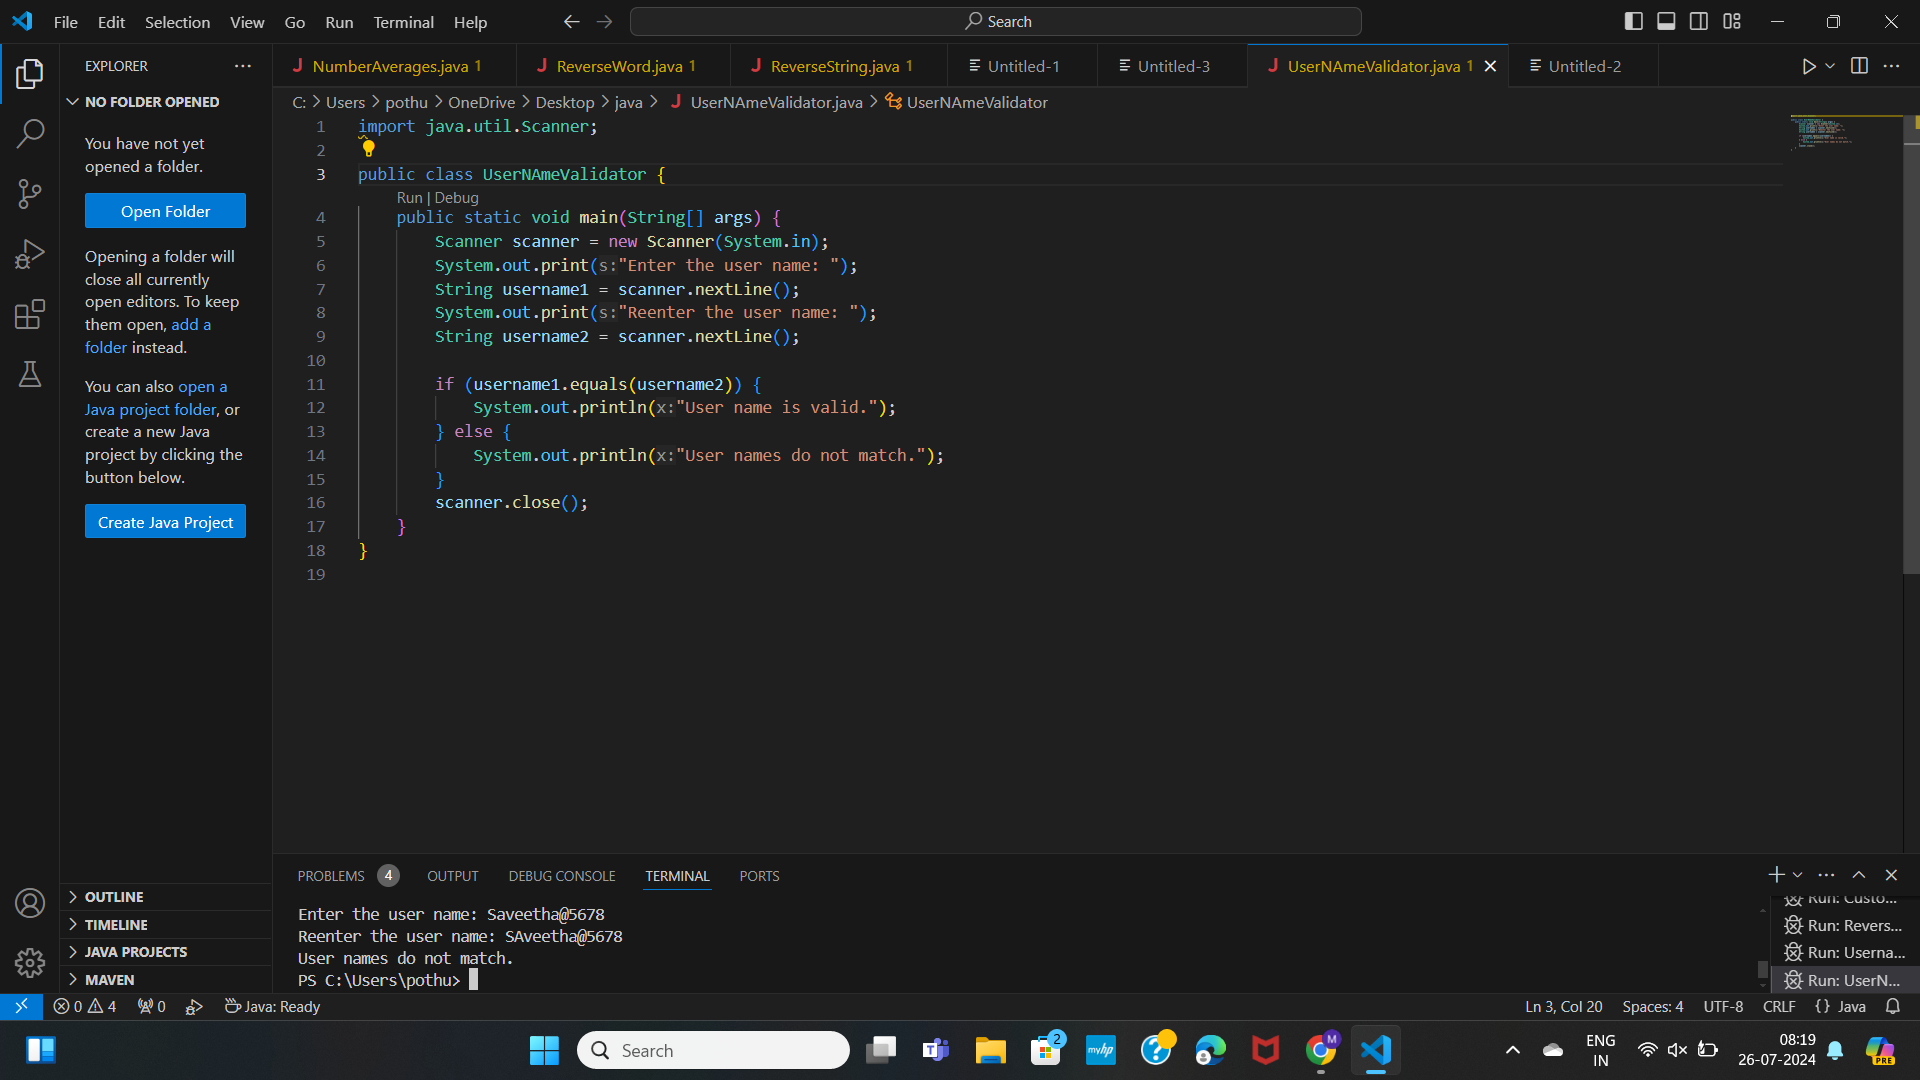 File Edit Selection View Go Run Terminal Help
Search
EXPLORER
NO FOLDER OPENED
You have not yet
opened a folder.
Open Folder
Opening a folder will
close all currently
open editors. To keep
them open, add a
folder instead.
You can also open a
Java project folder, or
create a new Java
project by clicking the
button below.
Create Java Project
OUTLINE
TIMELINE
JAVA PROJECTS
MAVEN
J NumberAverages.java 1
J ReverseWord.java 1
J ReverseString.java 1
Untitled-1
Untitled-3
J UserNAmeValidator.java 1
Untitled-2
C: > Users > pothu > OneDrive > Desktop > java > J UserNAmeValidator.java > UserNAmeValidator
1 import java.util.Scanner;
2
3 public class UserNAmeValidator {
Run | Debug
4 public static void main(String[] args) {
5 Scanner scanner = new Scanner(System.in);
6 System.out.print(s:"Enter the user name: ");
7 String username1 = scanner.nextLine();
8 System.out.print(s:"Reenter the user name: ");
9 String username2 = scanner.nextLine();
10
11 if (username1.equals(username2)) {
12 System.out.println(x:"User name is valid.");
13 } else {
14 System.out.println(x:"User names do not match.");
15 }
16 scanner.close();
17 }
18 }
19
PROBLEMS 4 OUTPUT DEBUG CONSOLE TERMINAL PORTS
Enter the user name: Saveetha@5678
Reenter the user name: SAveetha@5678
User names do not match.
PS C:\Users\pothu>
Run: Custo...
Run: Revers...
Run: Userna...
Run: UserN...
0 4 0 Java: Ready
Ln 3, Col 20 Spaces: 4 UTF-8 CRLF {} Java
Search
T
2
myhp
?
M
ENG
IN
08:19
26-07-2024
PRE